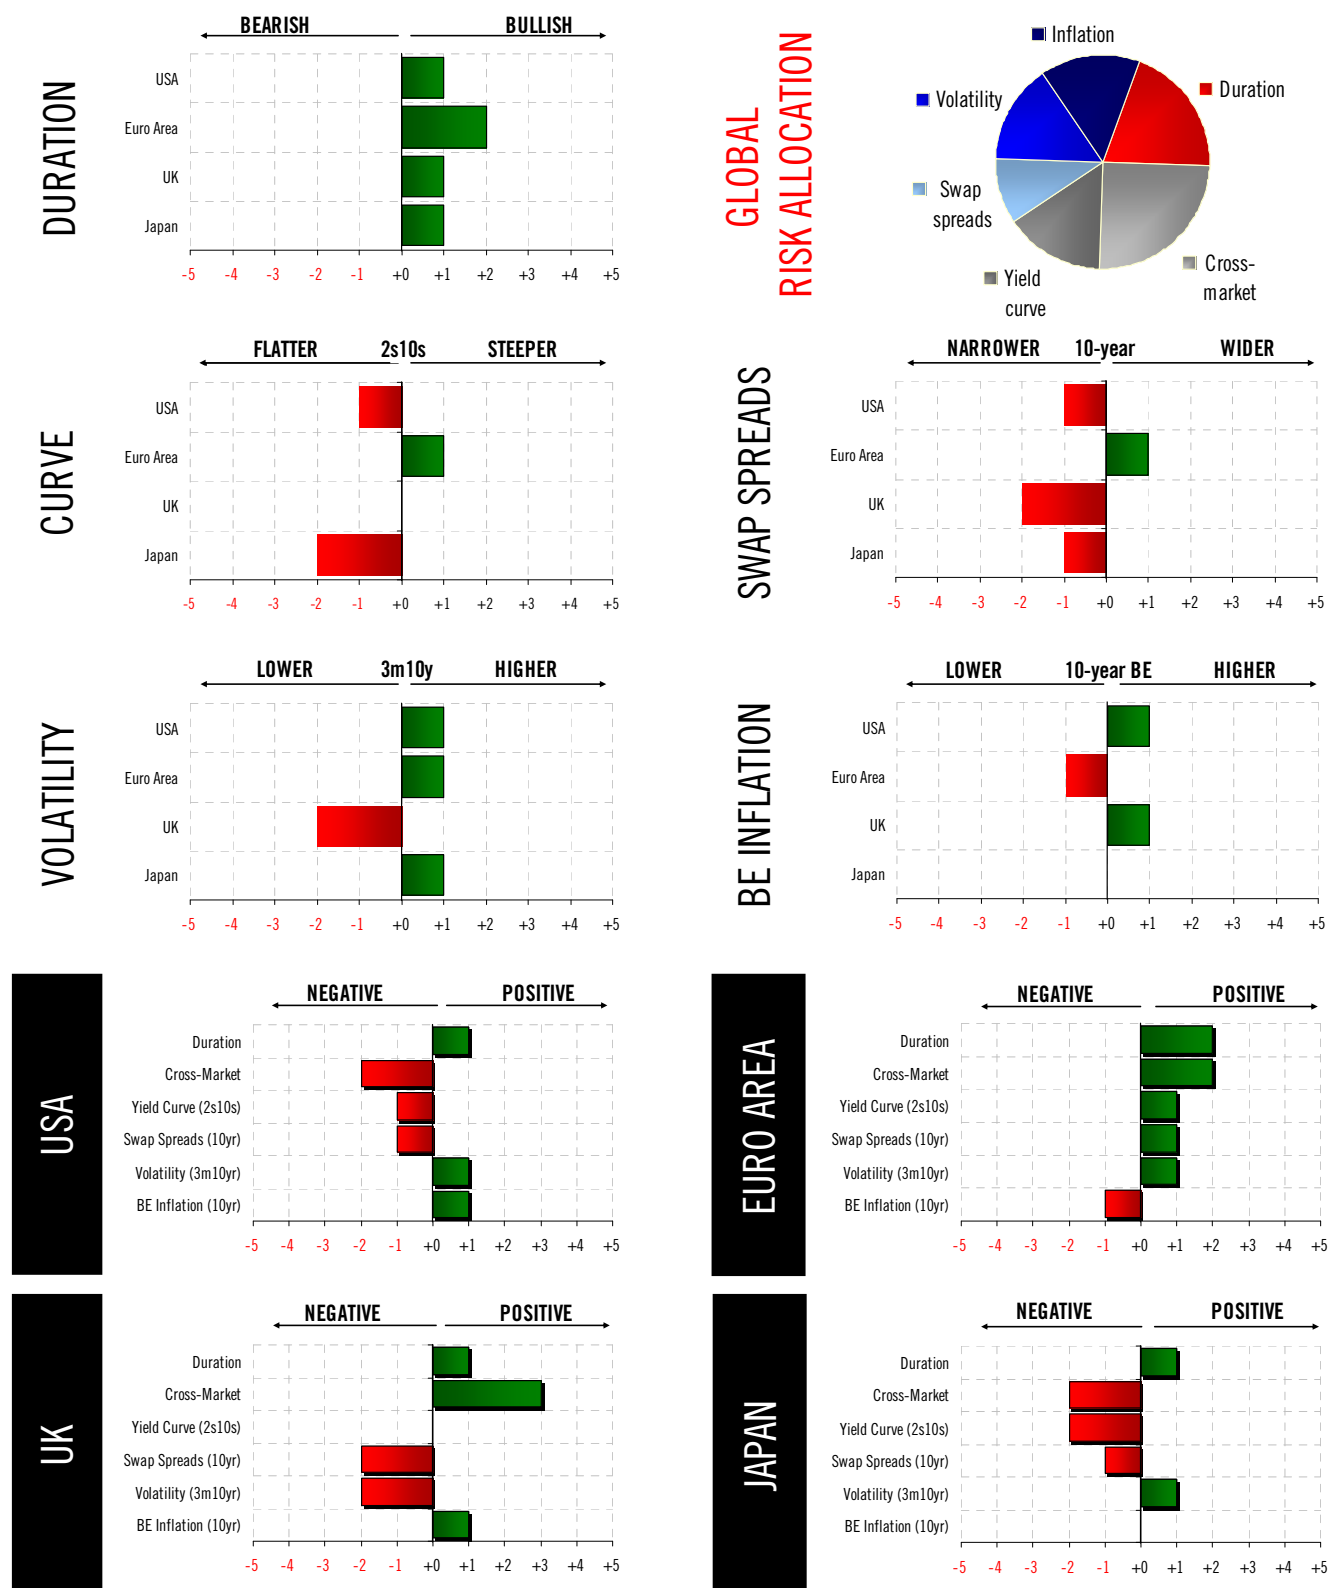 DURATION
BEARISH BULLISH
USA
Euro Area
UK
Japan
-5 -4 -3 -2 -1 +0 +1 +2 +3 +4 +5
GLOBAL
RISK ALLOCATION
Inflation
Duration
Volatility
Swap
spreads
Yield
curve
Cross-
market
CURVE
FLATTER 2s10s STEEPER
USA
Euro Area
UK
Japan
-5 -4 -3 -2 -1 +0 +1 +2 +3 +4 +5
SWAP SPREADS
NARROWER 10-year WIDER
USA
Euro Area
UK
Japan
-5 -4 -3 -2 -1 +0 +1 +2 +3 +4 +5
VOLATILITY
LOWER 3m10y HIGHER
USA
Euro Area
UK
Japan
-5 -4 -3 -2 -1 +0 +1 +2 +3 +4 +5
BE INFLATION
LOWER 10-year BE HIGHER
USA
Euro Area
UK
Japan
-5 -4 -3 -2 -1 +0 +1 +2 +3 +4 +5
USA
NEGATIVE POSITIVE
Duration
Cross-Market
Yield Curve (2s10s)
Swap Spreads (10yr)
Volatility (3m10yr)
BE Inflation (10yr)
-5 -4 -3 -2 -1 +0 +1 +2 +3 +4 +5
EURO AREA
NEGATIVE POSITIVE
Duration
Cross-Market
Yield Curve (2s10s)
Swap Spreads (10yr)
Volatility (3m10yr)
BE Inflation (10yr)
-5 -4 -3 -2 -1 +0 +1 +2 +3 +4 +5
UK
NEGATIVE POSITIVE
Duration
Cross-Market
Yield Curve (2s10s)
Swap Spreads (10yr)
Volatility (3m10yr)
BE Inflation (10yr)
-5 -4 -3 -2 -1 +0 +1 +2 +3 +4 +5
JAPAN
NEGATIVE POSITIVE
Duration
Cross-Market
Yield Curve (2s10s)
Swap Spreads (10yr)
Volatility (3m10yr)
BE Inflation (10yr)
-5 -4 -3 -2 -1 +0 +1 +2 +3 +4 +5